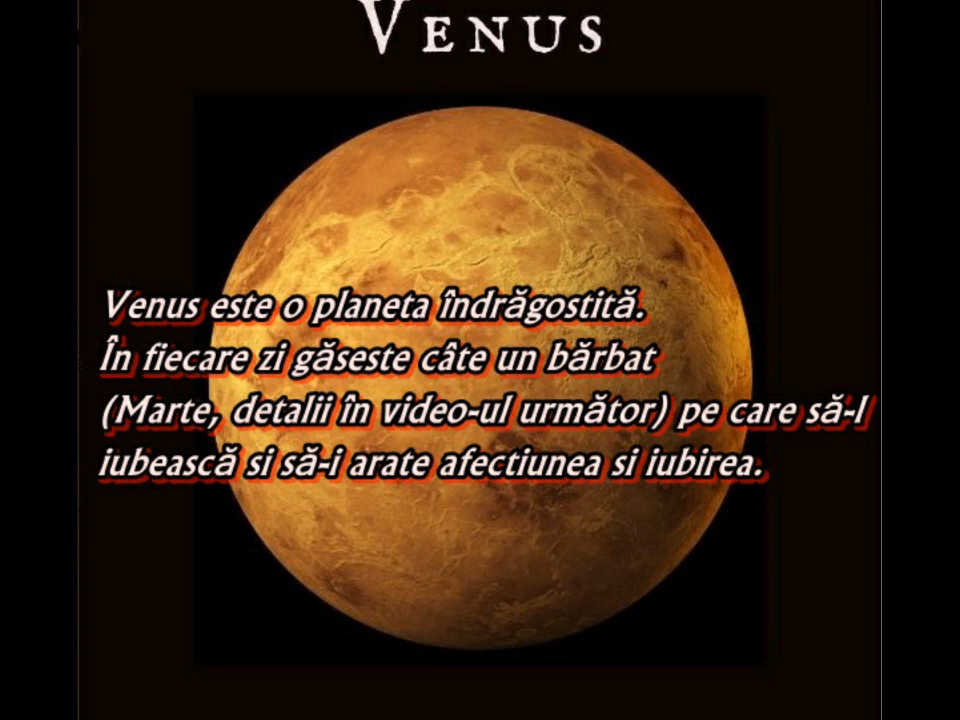 VENUS
Venus este o planeta îndrăgostită.
În fiecare zi găseste câte un bărbat
(Marte, detalii în video-ul următor) pe care să-l
iubească si să-i arate afectiunea si iubirea.